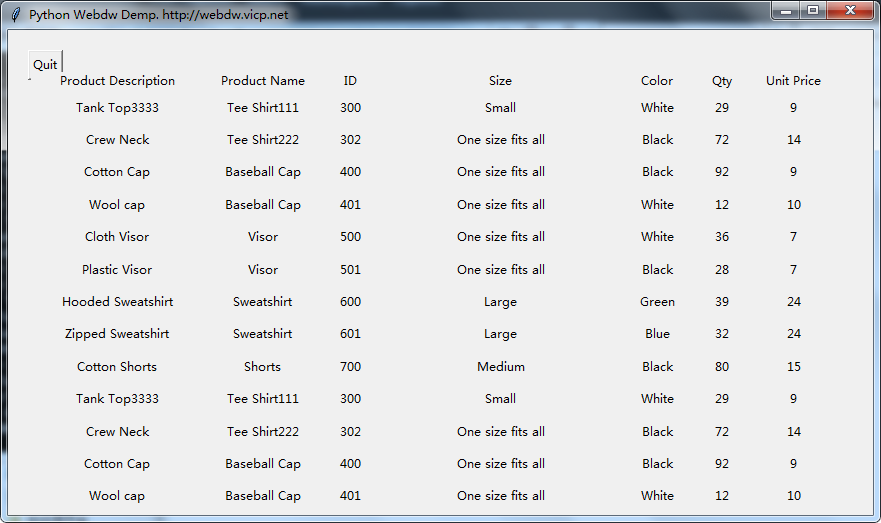 Python Webdw Demp. http://webdw.vicp.net
Quit
Product Description Product Name ID Size Color Qty Unit Price
Tank Top3333 Tee Shirt111 300 Small White 29 9
Crew Neck Tee Shirt222 302 One size fits all Black 72 14
Cotton Cap Baseball Cap 400 One size fits all Black 92 9
Wool cap Baseball Cap 401 One size fits all White 12 10
Cloth Visor Visor 500 One size fits all White 36 7
Plastic Visor Visor 501 One size fits all Black 28 7
Hooded Sweatshirt Sweatshirt 600 Large Green 39 24
Zipped Sweatshirt Sweatshirt 601 Large Blue 32 24
Cotton Shorts Shorts 700 Medium Black 80 15
Tank Top3333 Tee Shirt111 300 Small White 29 9
Crew Neck Tee Shirt222 302 One size fits all Black 72 14
Cotton Cap Baseball Cap 400 One size fits all Black 92 9
Wool cap Baseball Cap 401 One size fits all White 12 10